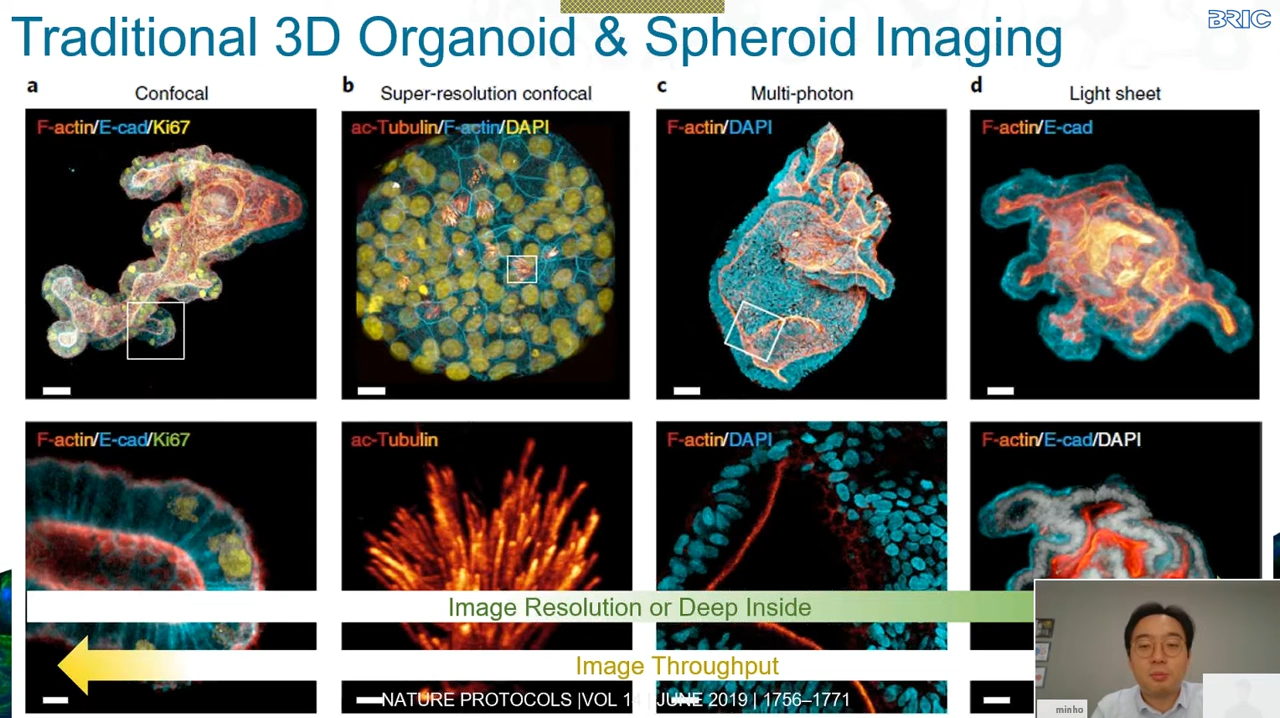 Traditional 3D Organoid & Spheroid Imaging
BRIC
a
Confocal
b
Super-resolution confocal
c
Multi-photon
d
Light sheet
F-actin/E-cad/Ki67
ac-Tubulin/F-actin/DAPI
F-actin/DAPI
F-actin/E-cad
F-actin/E-cad/Ki67
ac-Tubulin
F-actin/DAPI
F-actin/E-cad/DAPI
Image Resolution or Deep Inside
Image Throughput
NATURE PROTOCOLS |VOL 14 | JUNE 2019 | 1756–1771
minho